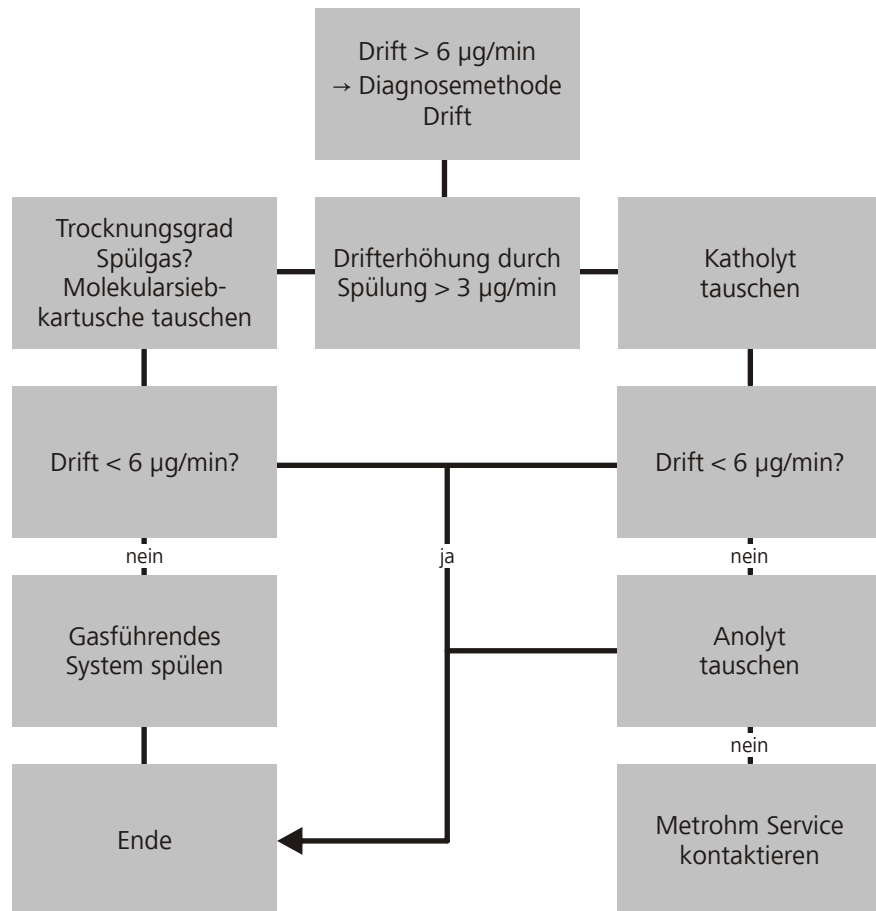 Drift > 6 µg/min
→ Diagnosemethode
Drift
Trocknungsgrad
Spülgas?
Molekularsieb-
kartusche tauschen
Drifterhöhung durch
Spülung > 3 µg/min
Katholyt
tauschen
Drift < 6 µg/min?
Drift < 6 µg/min?
nein
ja
nein
Gasführendes
System spülen
Anolyt
tauschen
nein
Ende
Metrohm Service
kontaktieren